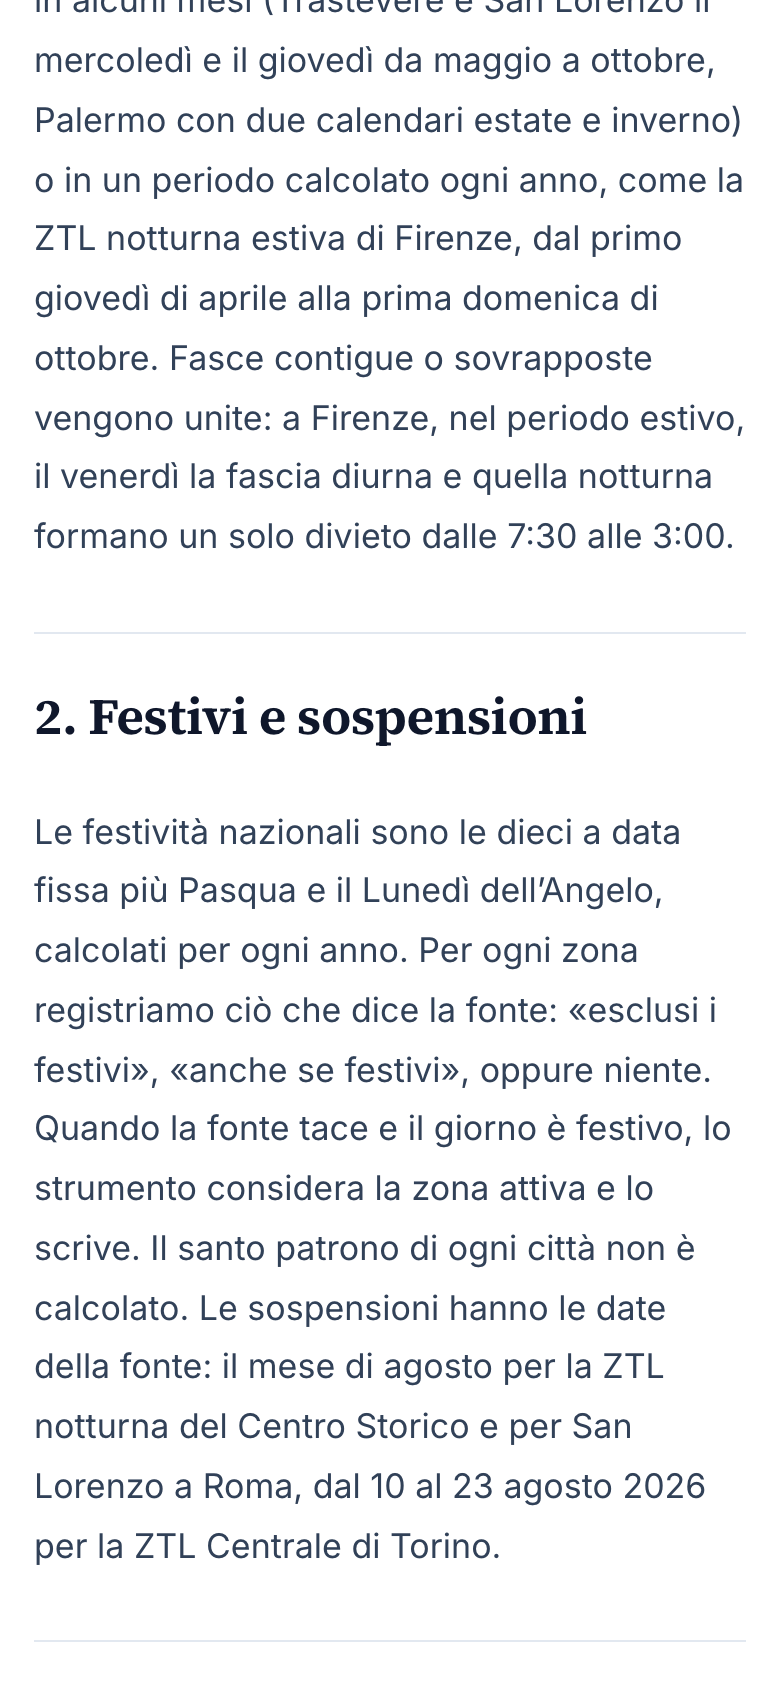 in alcuni mesi (Trastevere e San Lorenzo il
mercoledì e il giovedì da maggio a ottobre,
Palermo con due calendari estate e inverno)
o in un periodo calcolato ogni anno, come la
ZTL notturna estiva di Firenze, dal primo
giovedì di aprile alla prima domenica di
ottobre. Fasce contigue o sovrapposte
vengono unite: a Firenze, nel periodo estivo,
il venerdì la fascia diurna e quella notturna
formano un solo divieto dalle 7:30 alle 3:00.
2. Festivi e sospensioni
Le festività nazionali sono le dieci a data
fissa più Pasqua e il Lunedì dell’Angelo,
calcolati per ogni anno. Per ogni zona
registriamo ciò che dice la fonte: «esclusi i
festivi», «anche se festivi», oppure niente.
Quando la fonte tace e il giorno è festivo, lo
strumento considera la zona attiva e lo
scrive. Il santo patrono di ogni città non è
calcolato. Le sospensioni hanno le date
della fonte: il mese di agosto per la ZTL
notturna del Centro Storico e per San
Lorenzo a Roma, dal 10 al 23 agosto 2026
per la ZTL Centrale di Torino.